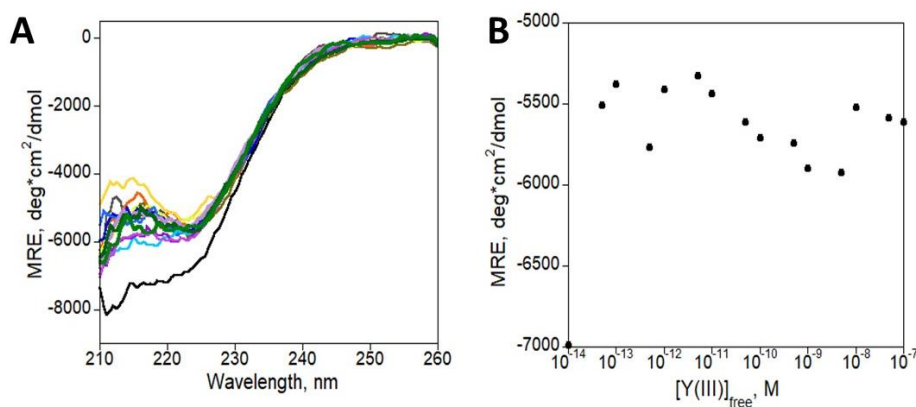 A
B
MRE, deg*cm²/dmol
0
-2000
-4000
-6000
-8000
210 220 230 240 250 260
Wavelength, nm
MRE, deg*cm²/dmol
-5000
-5500
-6000
-6500
-7000
10⁻¹⁴ 10⁻¹³ 10⁻¹² 10⁻¹¹ 10⁻¹⁰ 10⁻⁹ 10⁻⁸ 10⁻⁷
[Y(III)]free, M